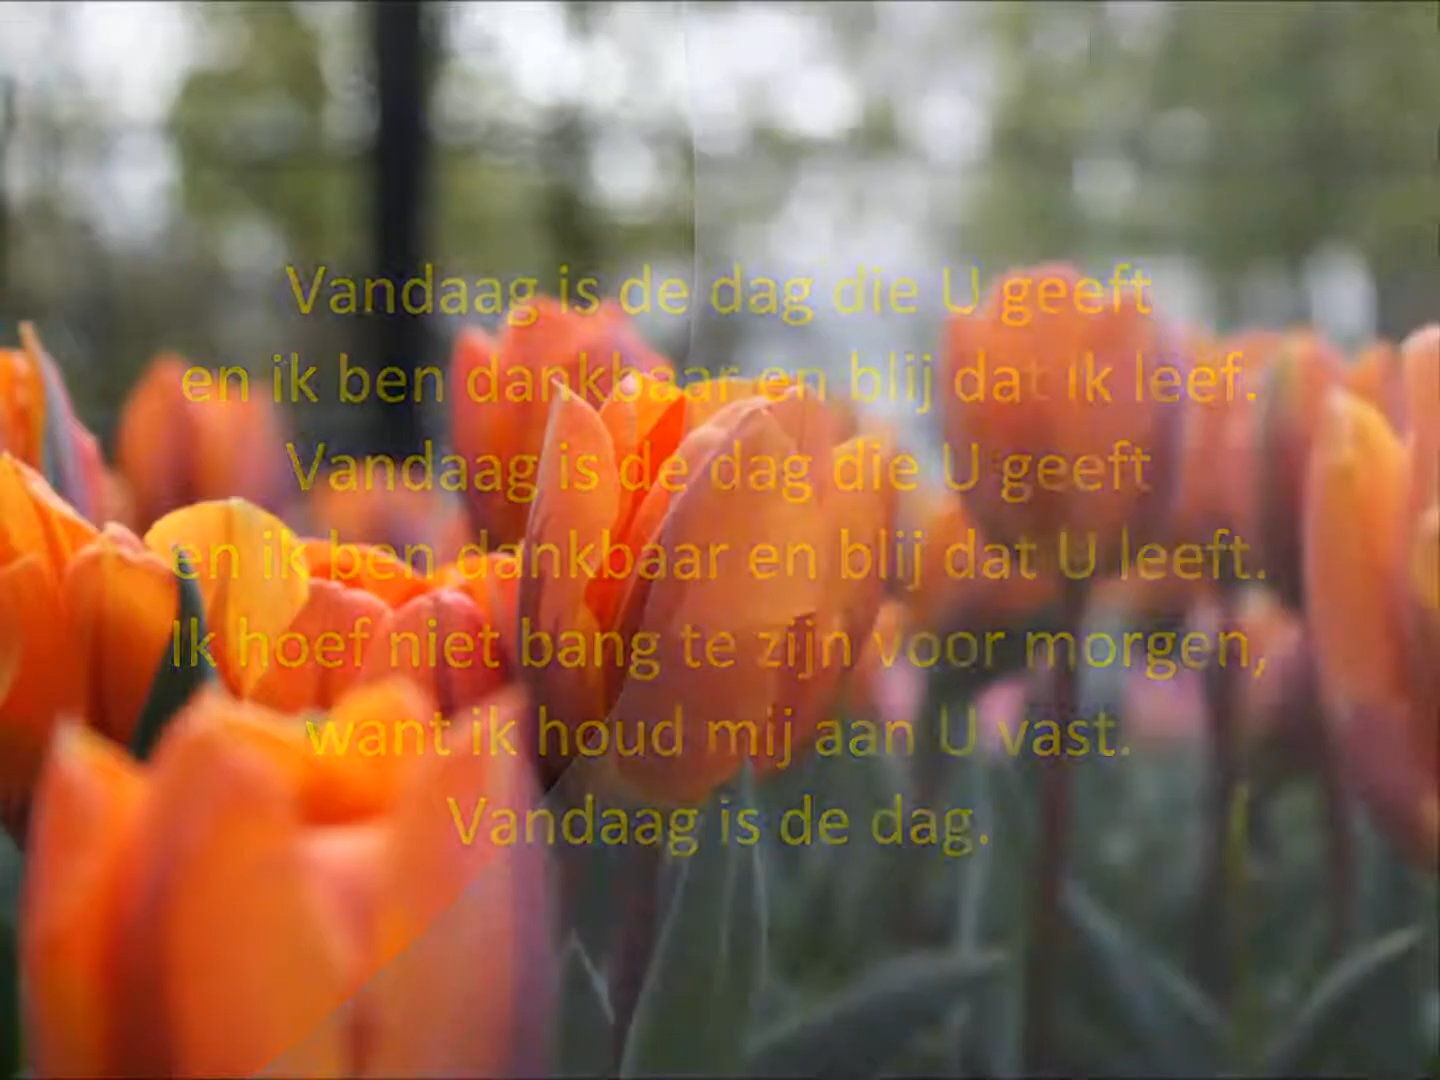 Vandaag is de dag die U geeft
en ik ben dankbaar en blij dat ik leef.
Vandaag is de dag die U geeft
en ik ben dankbaar en blij dat U leeft.
Ik hoef niet bang te zijn voor morgen,
want ik houd mij aan U vast.
Vandaag is de dag.